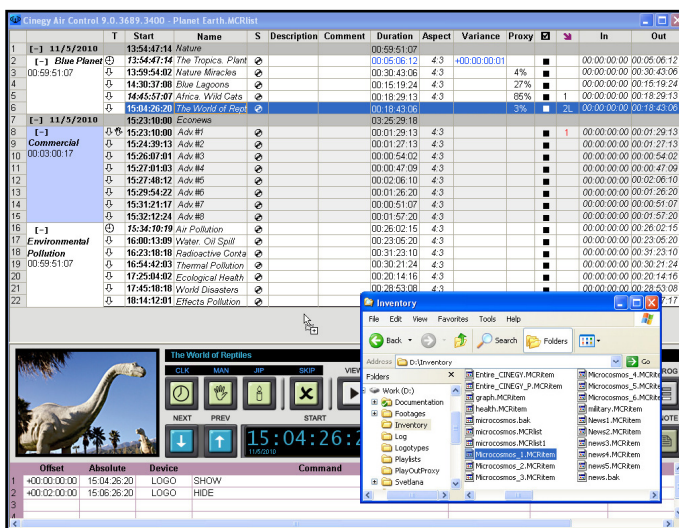 Cinegy Air Control 9.0.3689.3400 - Planet Earth.MCRlist
T Start Name S Description Comment Duration Aspect Variance Proxy In Out
1 [-] 11/5/2010 13:54:47:14 Nature 00:59:51:07
2 [-] Blue Planet 13:54:47:14 The Tropics. Plant 00:05:06:12 4:3 +00:00:00:01 00:00:00:00 00:05:06:12
3 00:59:51:07 13:59:54:02 Nature Miracles 00:30:43:06 4:3 4% 00:00:00:00 00:30:43:06
4 14:30:37:08 Blue Lagoons 00:15:19:24 4:3 27% 00:00:00:00 00:15:19:24
5 14:45:57:07 Africa. Wild Cats 00:18:29:13 4:3 85% 1 00:00:00:00 00:18:29:13
6 15:04:26:20 The World of Rept 00:18:43:06 4:3 3% 2L 00:00:00:00 00:18:43:06
7 [-] 11/5/2010 15:23:10:00 Econews 03:25:29:18
8 [-] 15:23:10:00 Adv.#1 00:01:29:13 4:3 1 00:00:00:00 00:01:29:13
9 Commercial 15:24:39:13 Adv.#2 00:01:27:13 4:3 00:00:00:00 00:01:27:13
10 00:03:00:17 15:26:07:01 Adv.#3 00:00:54:02 4:3 00:00:00:00 00:00:54:02
11 15:27:01:03 Adv.#4 00:00:47:09 4:3 00:00:00:00 00:00:47:09
12 15:27:48:12 Adv.#5 00:02:06:10 4:3 00:00:00:00 00:02:06:10
13 15:29:54:22 Adv.#6 00:01:26:20 4:3 00:00:00:00 00:01:26:20
14 15:31:21:17 Adv.#7 00:00:51:07 4:3 00:00:00:00 00:00:51:07
15 15:32:12:24 Adv.#8 00:01:57:20 4:3 00:00:00:00 00:01:57:20
16 [-] 15:34:10:19 Air Pollution 00:26:02:15 4:3 00:00:00:00 00:26:02:15
17 Environmental 16:00:13:09 Water. Oil Spill 00:23:05:20 4:3 00:00:00:00 00:23:05:20
18 Pollution 16:23:18:18 Radioactive Conta 00:31:23:10 4:3 00:00:00:00 00:31:23:10
19 00:59:51:07 16:54:42:03 Thermal Pollution 00:30:21:24 4:3 00:00:00:00 00:30:21:24
20 17:25:04:02 Ecological Health 00:20:14:16 4:3 00:00:00:00 00:20:14:16
21 17:45:18:18 World Disasters 00:28:53:08 4:3 00:00:00:00 00:28:53:08
22 18:14:12:01 Effects Pollution 7:17
Inventory
File Edit View Favorites Tools Help
Back Search Folders
Address D:\Inventory Go
Folders X
Work (D:)
Documentation
Footages
Inventory
Log
Logotypes
Playlists
PlayOutProxy
Svetlana
Entire_CINEGY.MCRitem
Entire_CINEGY_P.MCRitem
graph.MCRitem
health.MCRitem
microcosmos.bak
microcosmos.MCRlist
microcosmos.MCRlist1
Microcosmos_1.MCRitem
Microcosmos_2.MCRitem
Microcosmos_3.MCRitem
Microcosmos_4.MCRite
Microcosmos_5.MCRite
Microcosmos_6.MCRite
military.MCRitem
News1.MCRitem
News2.MCRitem
news3.MCRitem
news4.MCRitem
news5.MCRitem
news.bak
The World of Reptiles
CLK MAN JIP SKIP VIEW
ROG
NEXT PREV START
NOTE
15:04:26:2
11/5/2010
Offset Absolute Device Command
1 +00:00:00:00 15:04:26:20 LOGO SHOW
2 +00:02:00:00 15:06:26:20 LOGO HIDE
3
4